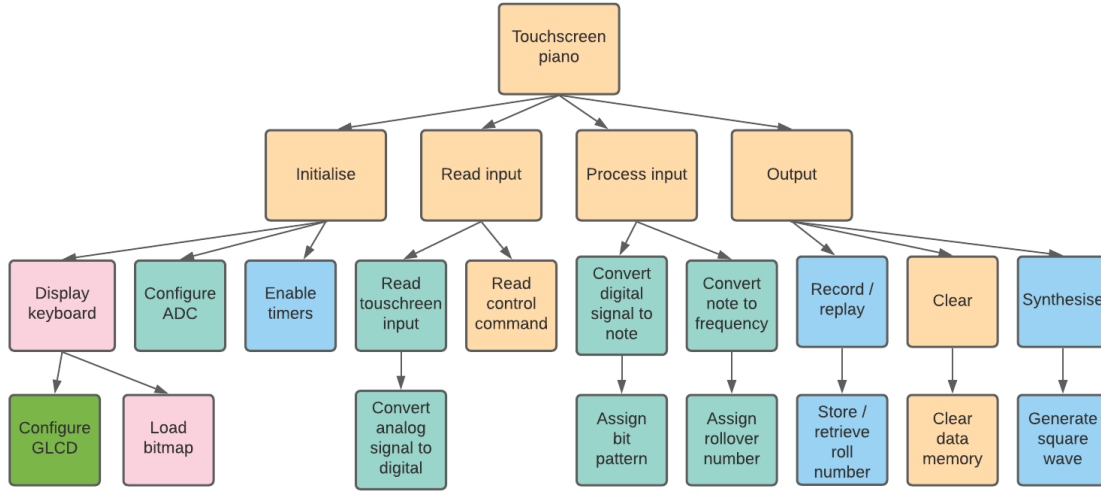 Touchscreen
piano
Initialise
Read input
Process input
Output
Display
keyboard
Configure
ADC
Enable
timers
Read
touschreen
input
Read
control
command
Convert
digital
signal to
note
Convert
note to
frequency
Record /
replay
Clear
Synthesise
Configure
GLCD
Load
bitmap
Convert
analog
signal to
digital
Assign
bit
pattern
Assign
rollover
number
Store /
retrieve
roll
number
Clear
data
memory
Generate
square
wave